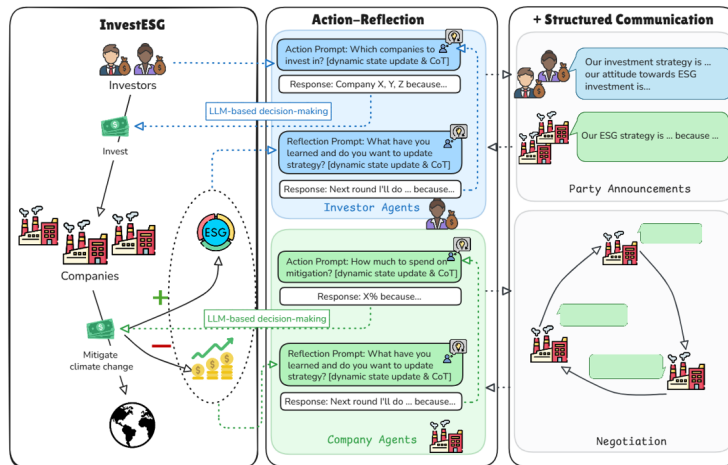 InvestESG
Investors
Invest
Companies
ESG
+
−
Mitigate
climate change
Action-Reflection
Action Prompt: Which companies to
invest in? [dynamic state update & CoT]
Response: Company X, Y, Z because...
LLM-based decision-making
Reflection Prompt: What have you
learned and do you want to update
strategy? [dynamic state update & CoT]
Response: Next round I'll do ... because...
Investor Agents
Action Prompt: How much to spend on
mitigation? [dynamic state update & CoT]
Response: X% because...
LLM-based decision-making
Reflection Prompt: What have you
learned and do you want to update
strategy? [dynamic state update & CoT]
Response: Next round I'll do ... because...
Company Agents
+ Structured Communication
Our investment strategy is ...
our attitude towards ESG
investment is...
Our ESG strategy is ... because ...
Party Announcements
Negotiation